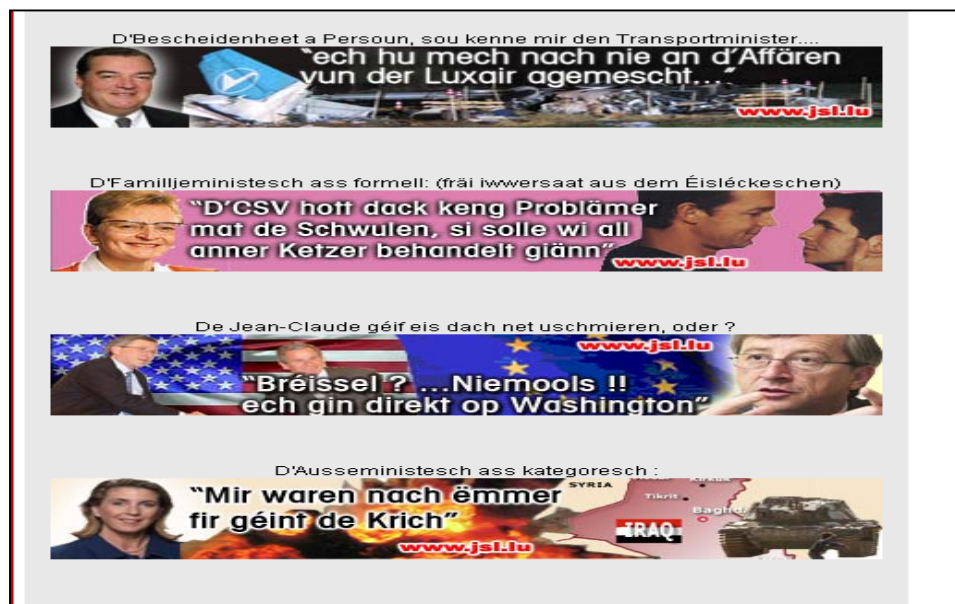 D'Bescheidenheet a Persoun, sou kenne mir den Transportminister....
"ech hu mech nach nie an d'Affären
vun der Luxair agemescht..."
www.jsl.lu
D'Familljeministesch ass formell: (fräi iwwersaat aus dem Éisléckeschen)
"D'CSV hott dack keng Problämer
mat de Schwulen, si solle wi all
anner Ketzer behandelt giänn"
www.jsl.lu
De Jean-Claude géif eis dach net uschmieren, oder ?
www.jsl.lu
"Bréissel ? ...Niemools !!
ech gin direkt op Washington"
D'Ausseministesch ass kategoresch :
"Mir waren nach ëmmer
fir géint de Krich"
www.jsl.lu
SYRIA
Kirkuk
Tikrit
Baghd
IRAQ